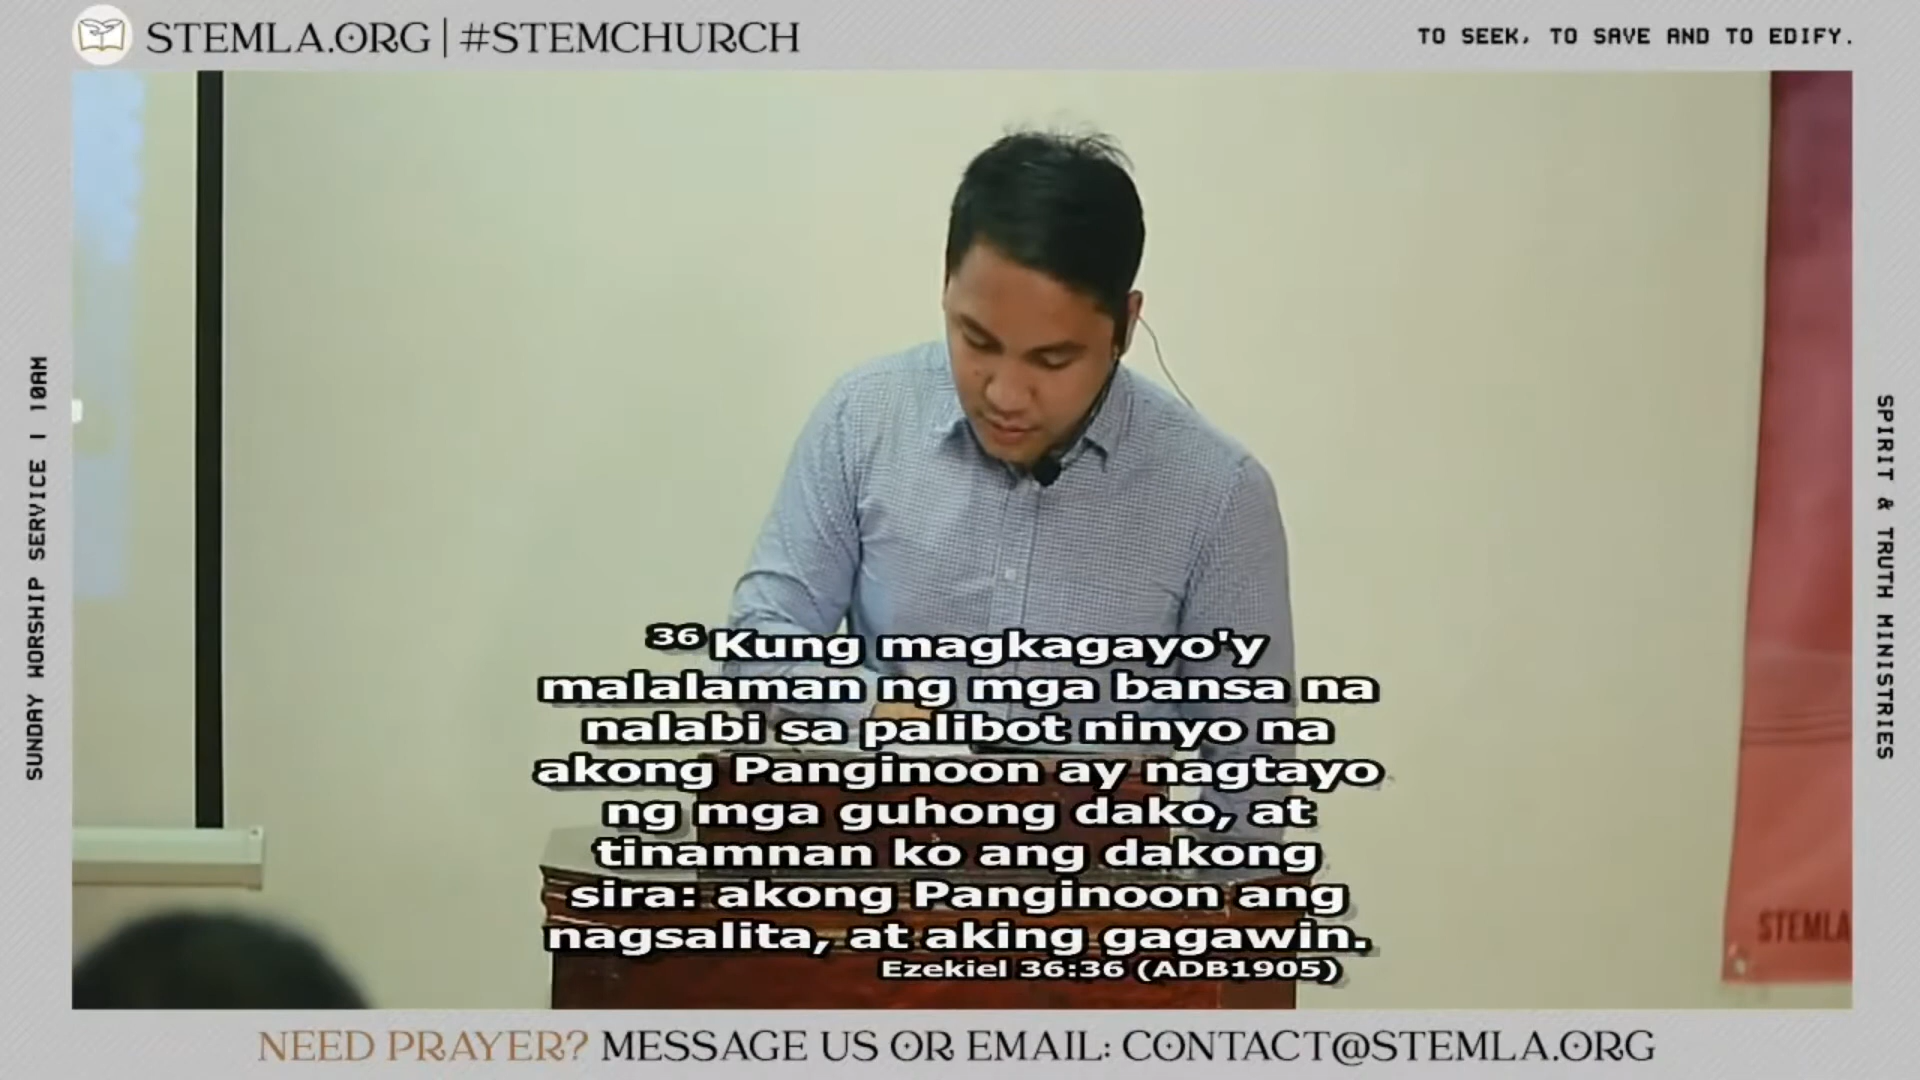 STEMLA.ORG | #STEMCHURCH
TO SEEK, TO SAVE AND TO EDIFY.
SUNDAY WORSHIP SERVICE | 10AM
SPIRIT & TRUTH MINISTRIES
36 Kung magkagayo'y
malalaman ng mga bansa na
nalabi sa palibot ninyo na
akong Panginoon ay nagtayo
ng mga guhong dako, at
tinamnan ko ang dakong
sira: akong Panginoon ang
nagsalita, at aking gagawin.
Ezekiel 36:36 (ADB1905)
STEMLA
NEED PRAYER? MESSAGE US OR EMAIL: CONTACT@STEMLA.ORG